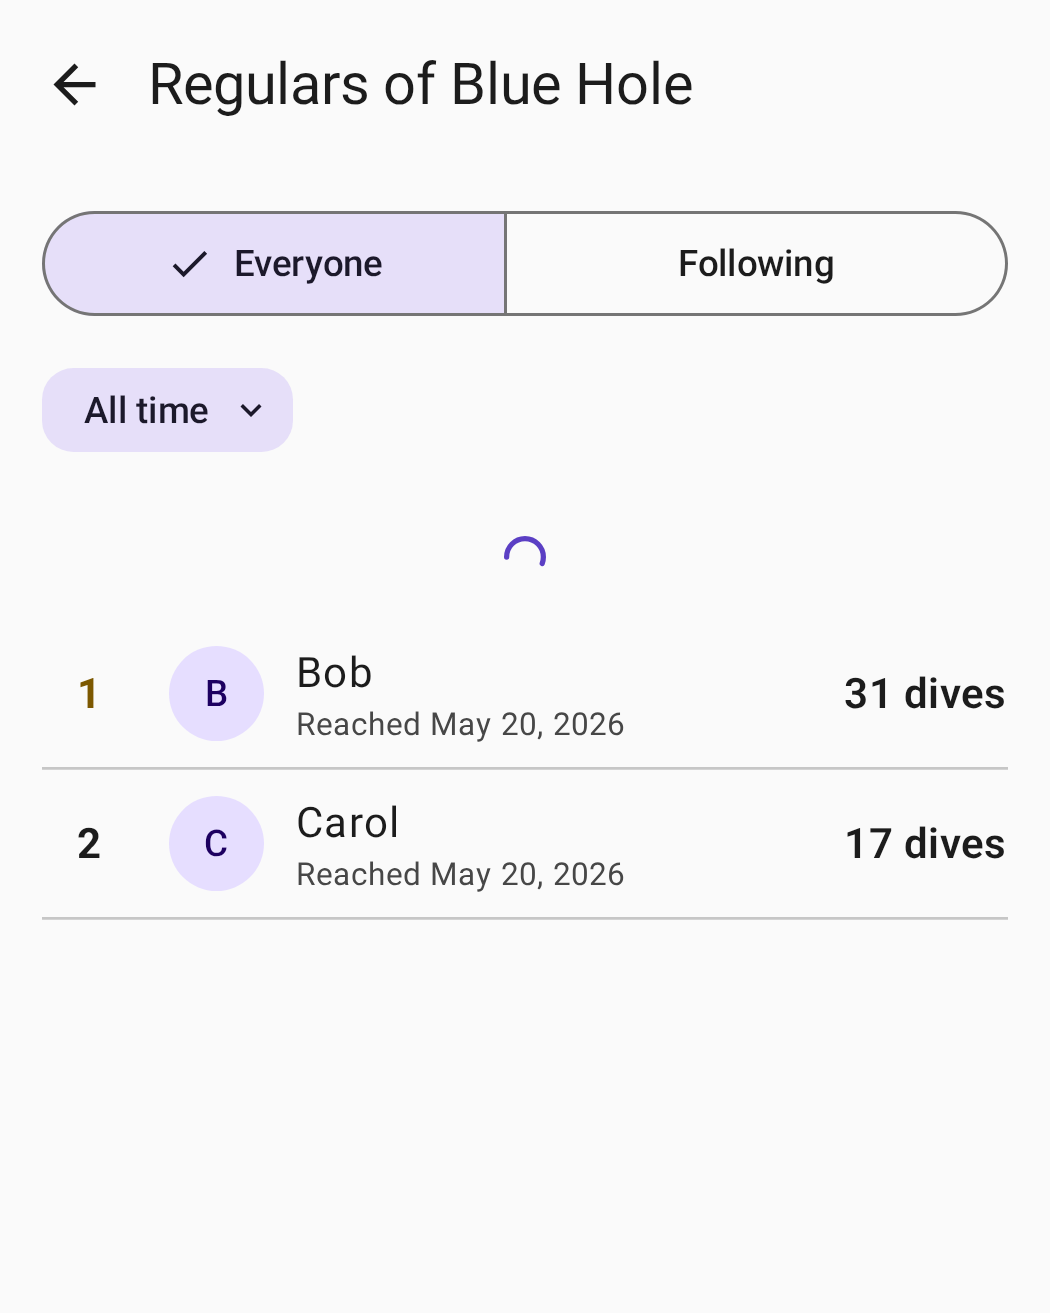 Regulars of Blue Hole
Everyone
Following
All time
1
B
Bob
Reached May 20, 2026
31 dives
2
C
Carol
Reached May 20, 2026
17 dives